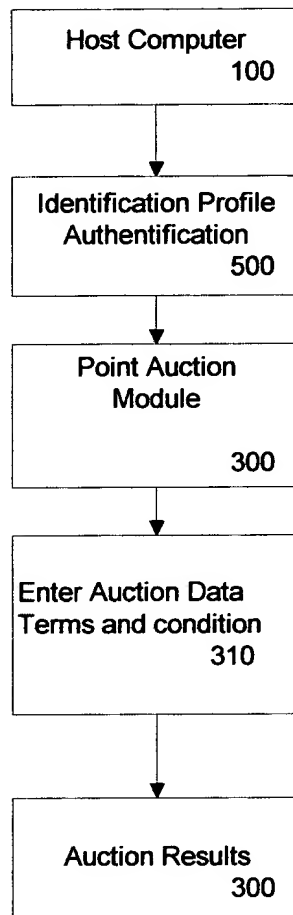 Host Computer
100
Identification Profile
Authentification
500
Point Auction
Module
300
Enter Auction Data
Terms and condition
310
Auction Results
300